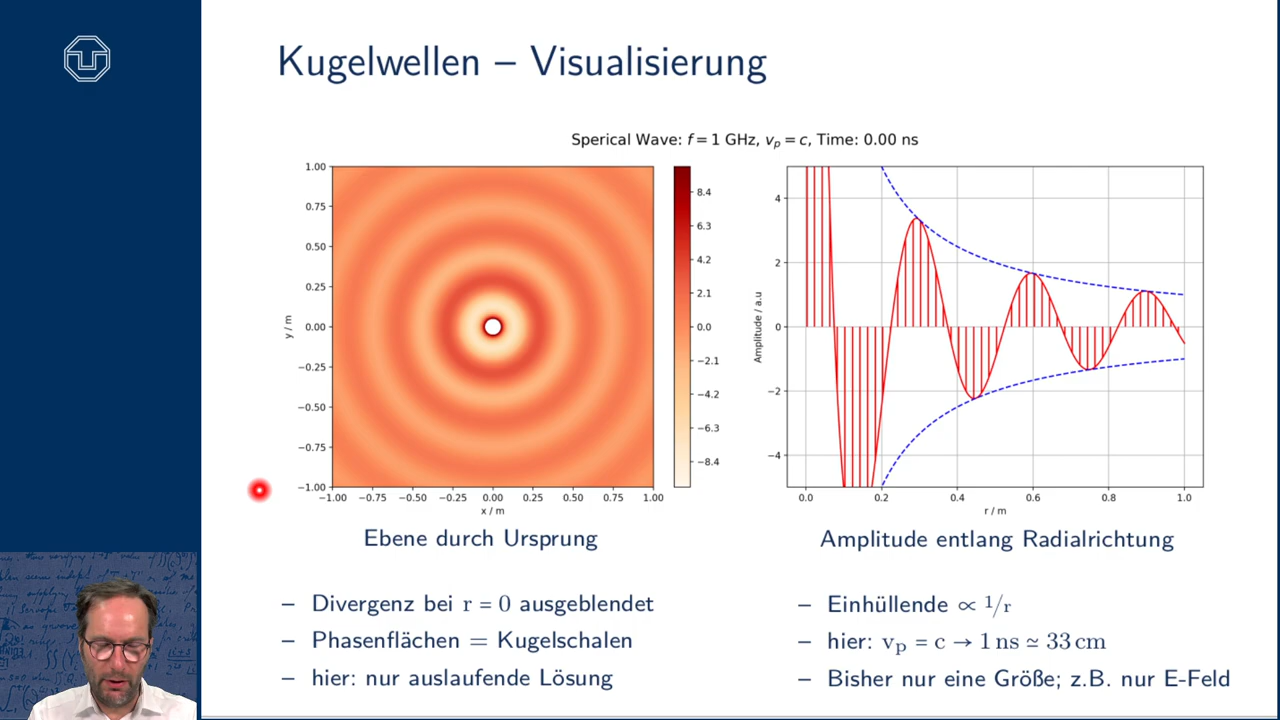 Kugelwellen – Visualisierung
Sperical Wave: f = 1 GHz, vₚ = c, Time: 0.00 ns
1.00
0.75
0.50
0.25
0.00
−0.25
−0.50
−0.75
−1.00
y / m
−1.00 −0.75 −0.50 −0.25 0.00 0.25 0.50 0.75 1.00
x / m
8.4
6.3
4.2
2.1
0.0
−2.1
−4.2
−6.3
−8.4
4
2
0
−2
−4
Amplitude / a.u
0.0 0.2 0.4 0.6 0.8 1.0
r / m
Ebene durch Ursprung
Amplitude entlang Radialrichtung
– Divergenz bei r = 0 ausgeblendet
– Phasenflächen = Kugelschalen
– hier: nur auslaufende Lösung
– Einhüllende ∝ 1/r
– hier: vₚ = c → 1 ns ≃ 33 cm
– Bisher nur eine Größe; z.B. nur E-Feld